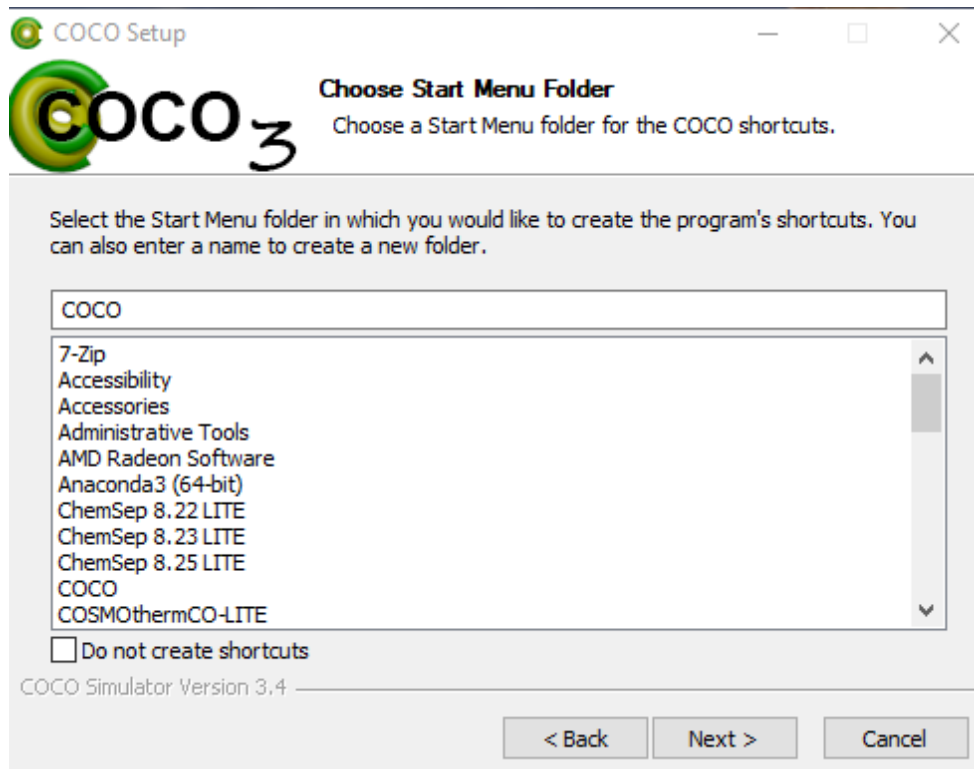 COCO Setup
COCO 3
Choose Start Menu Folder
Choose a Start Menu folder for the COCO shortcuts.
Select the Start Menu folder in which you would like to create the program's shortcuts. You
can also enter a name to create a new folder.
COCO
7-Zip
Accessibility
Accessories
Administrative Tools
AMD Radeon Software
Anaconda3 (64-bit)
ChemSep 8.22 LITE
ChemSep 8.23 LITE
ChemSep 8.25 LITE
COCO
COSMOthermCO-LITE
Do not create shortcuts
COCO Simulator Version 3.4
< Back
Next >
Cancel